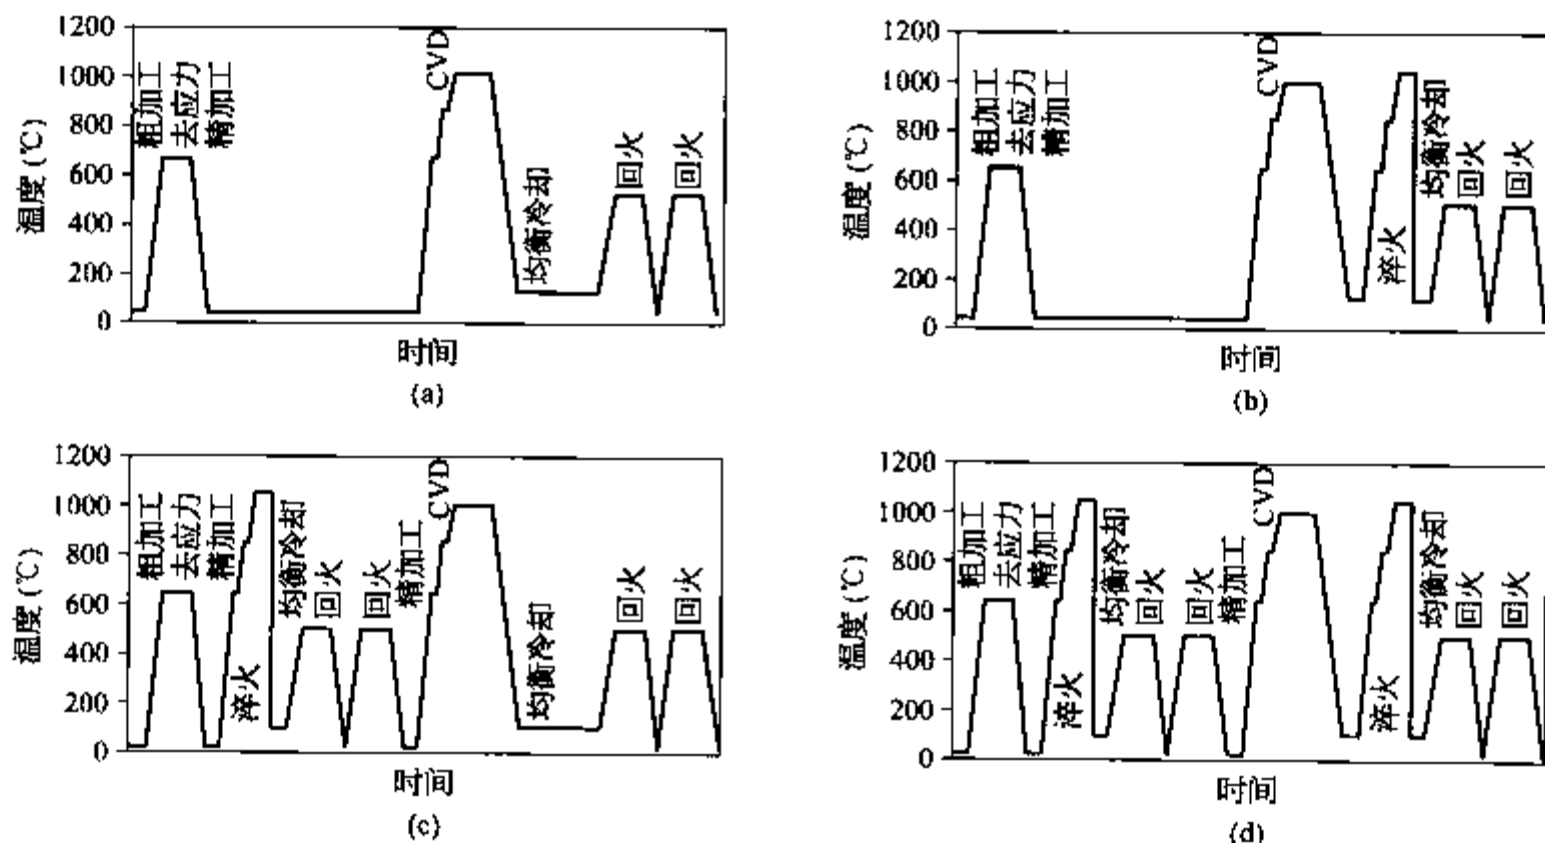 1200
1000
800
600
400
200
0
温度 (℃)
粗加工
去应力
精加工
CVD
均衡冷却
回火
回火
时间
(a)
1200
1000
800
600
400
200
0
温度 (℃)
粗加工
去应力
精加工
CVD
淬火
均衡冷却
回火
回火
时间
(b)
1200
1000
800
600
400
200
0
温度 (℃)
粗加工
去应力
精加工
淬火
均衡冷却
回火
回火
精加工
CVD
均衡冷却
回火
回火
时间
(c)
1200
1000
800
600
400
200
0
温度 (℃)
粗加工
去应力
精加工
淬火
均衡冷却
回火
回火
精加工
CVD
淬火
均衡冷却
回火
回火
时间
(d)